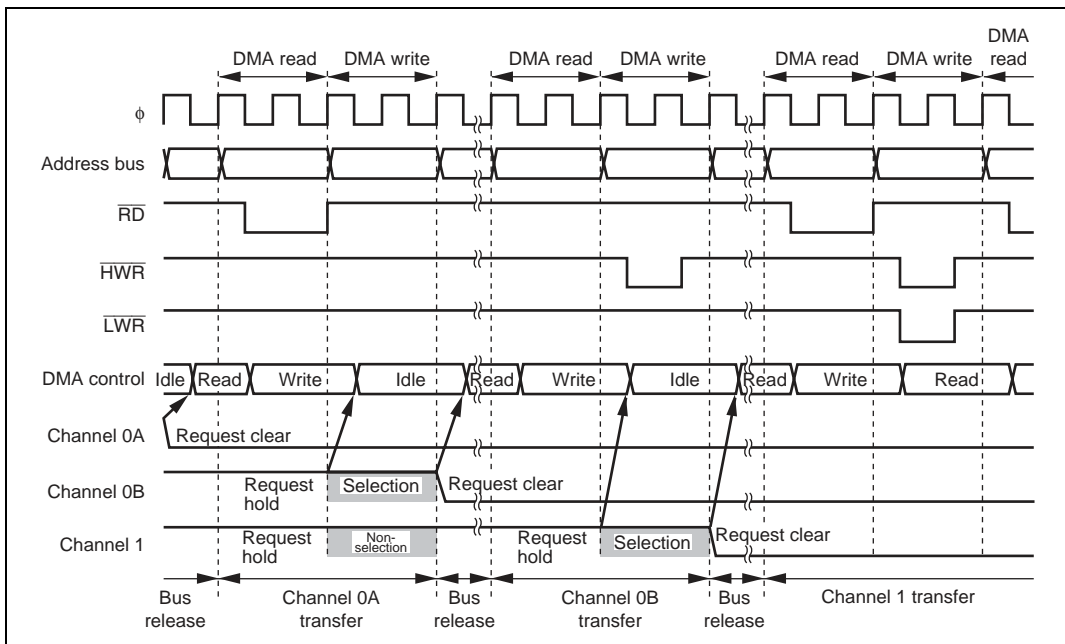 DMA read DMA write DMA read DMA write DMA read DMA write DMA read
ϕ
Address bus
RD
HWR
LWR
DMA control Idle Read Write Idle Read Write Idle Read Write Read
Channel 0A Request clear
Channel 0B Request hold Selection Request clear
Channel 1 Request hold Non-selection Request hold Selection Request clear
Bus release Channel 0A transfer Bus release Channel 0B transfer Bus release Channel 1 transfer